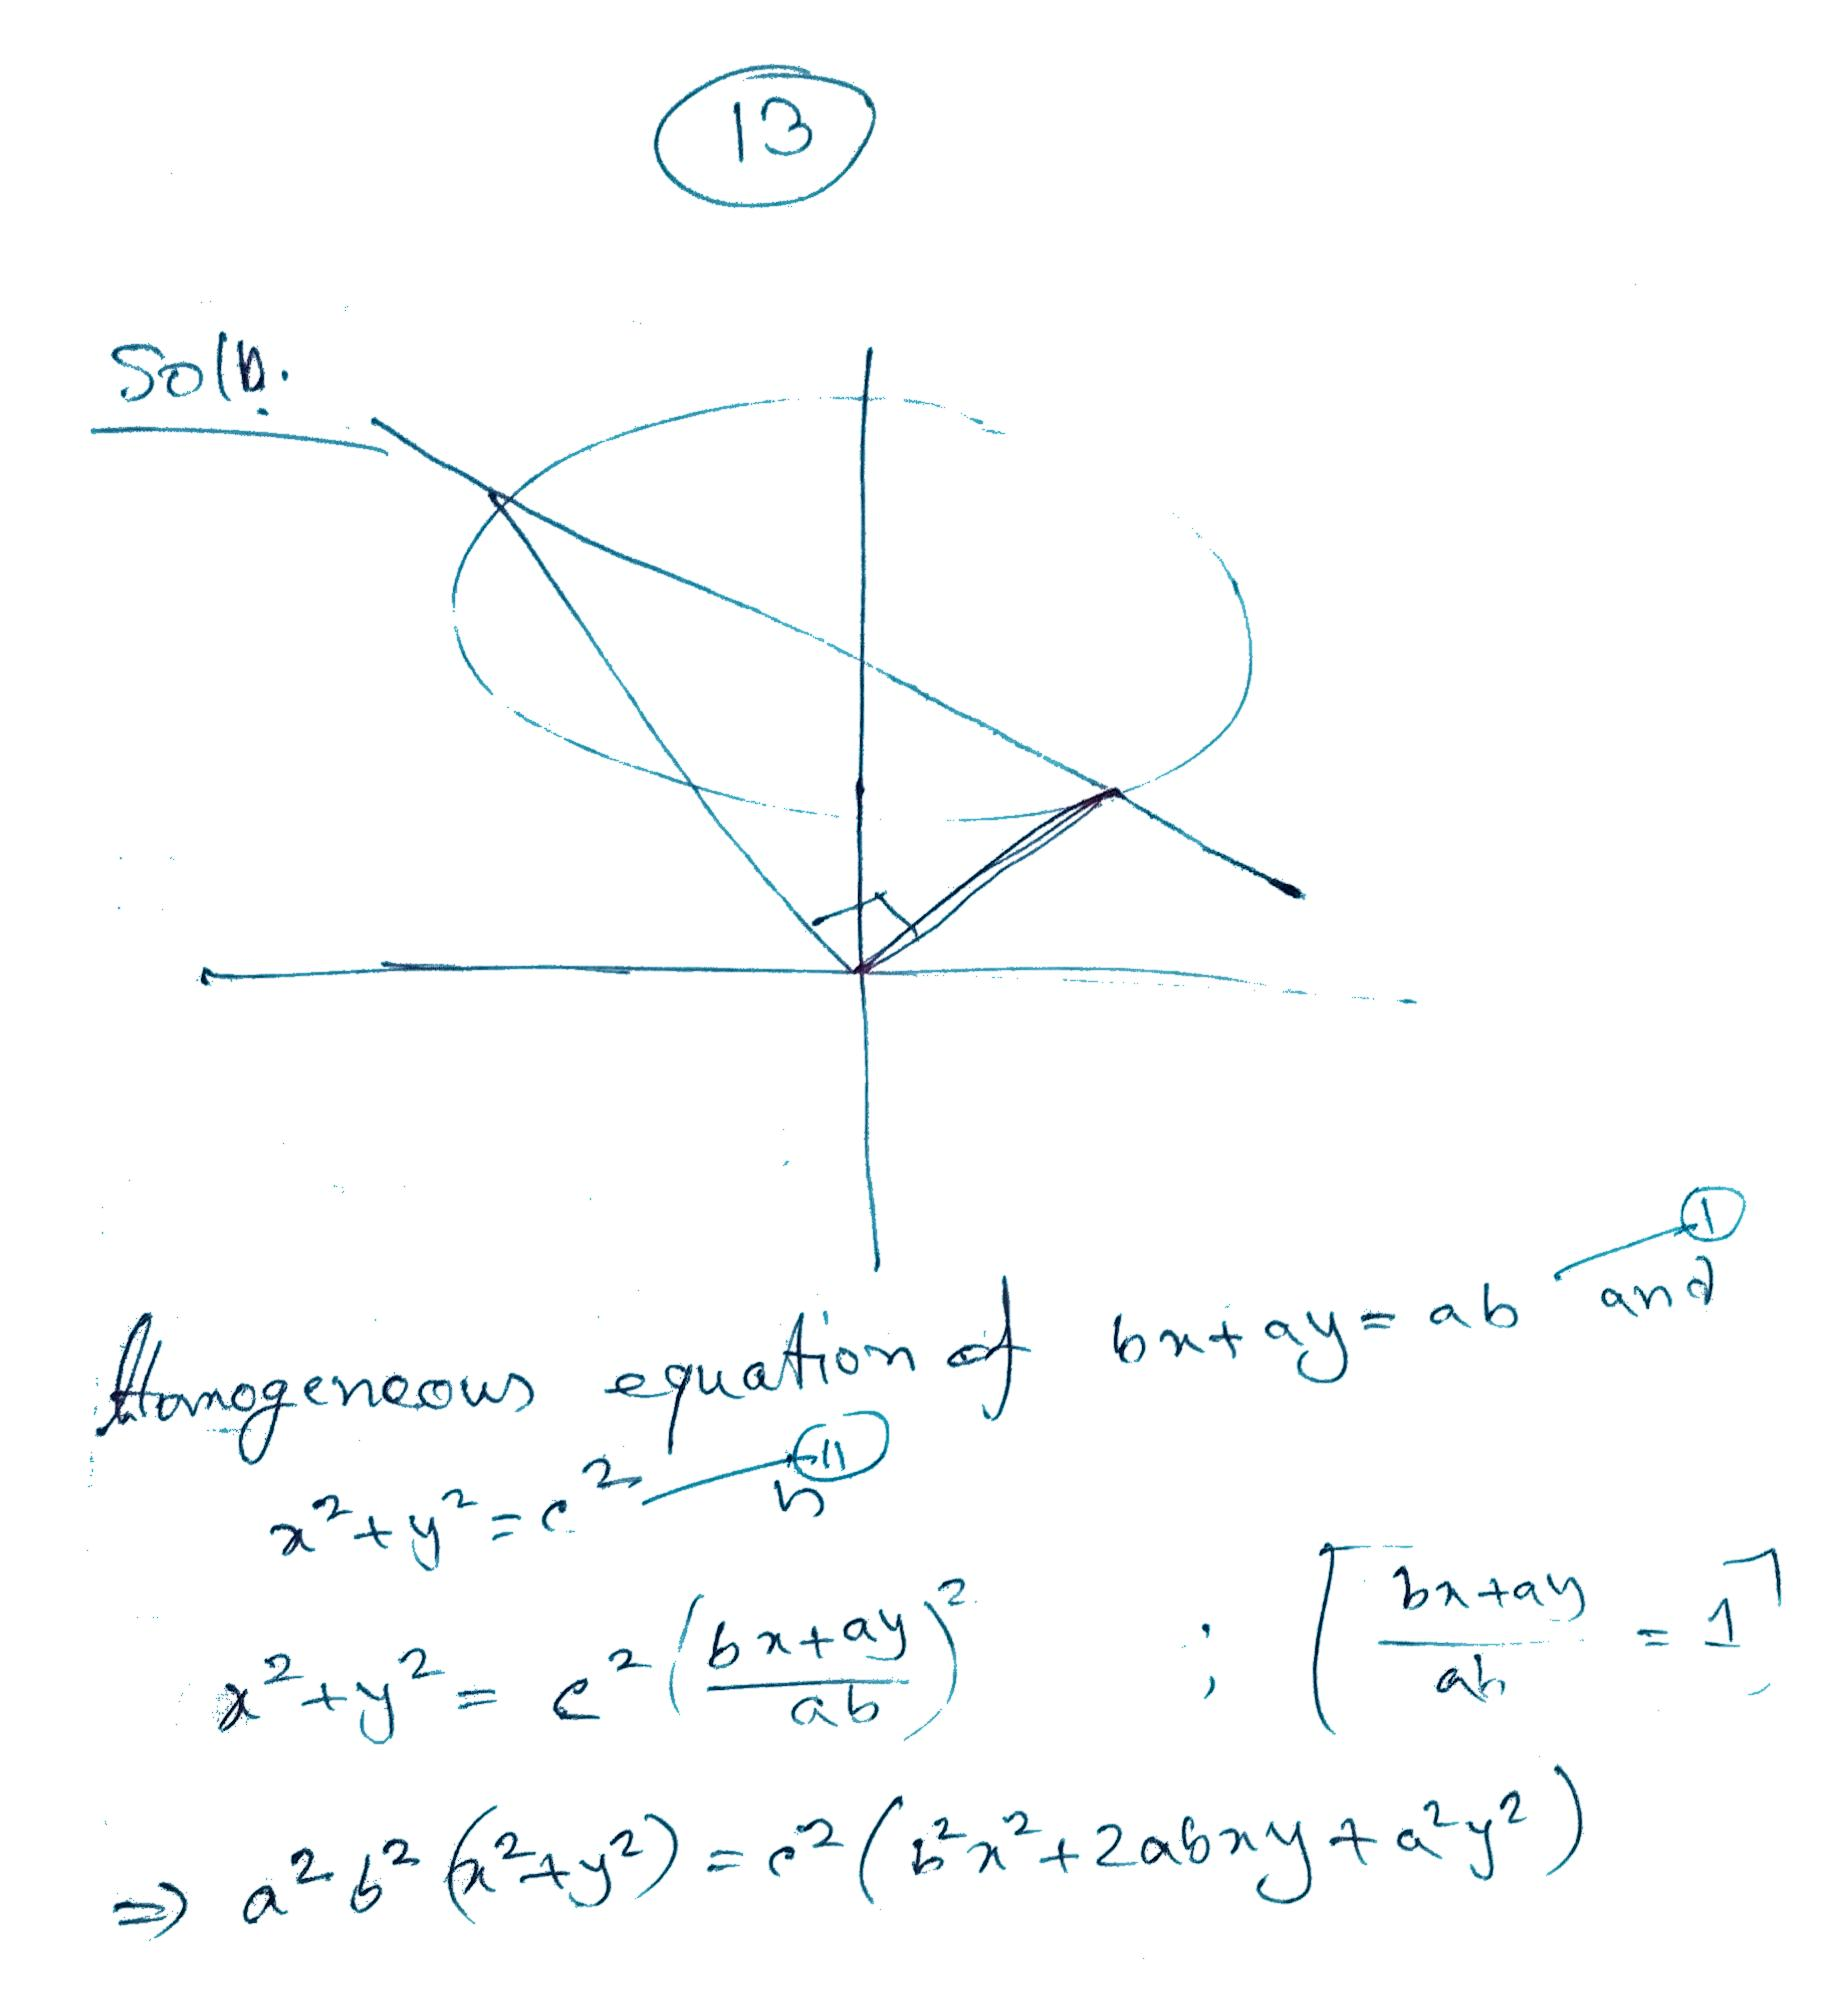 13
Soln.
Homogeneous equation of bx+ay=ab ① and
x²+y²=c² ⑪ is
x²+y² = c² (bx+ay/ab)² ; [bx+ay/ab = 1]
⇒ a²b²(x²+y²) = c²(b²x²+2abxy+a²y²)